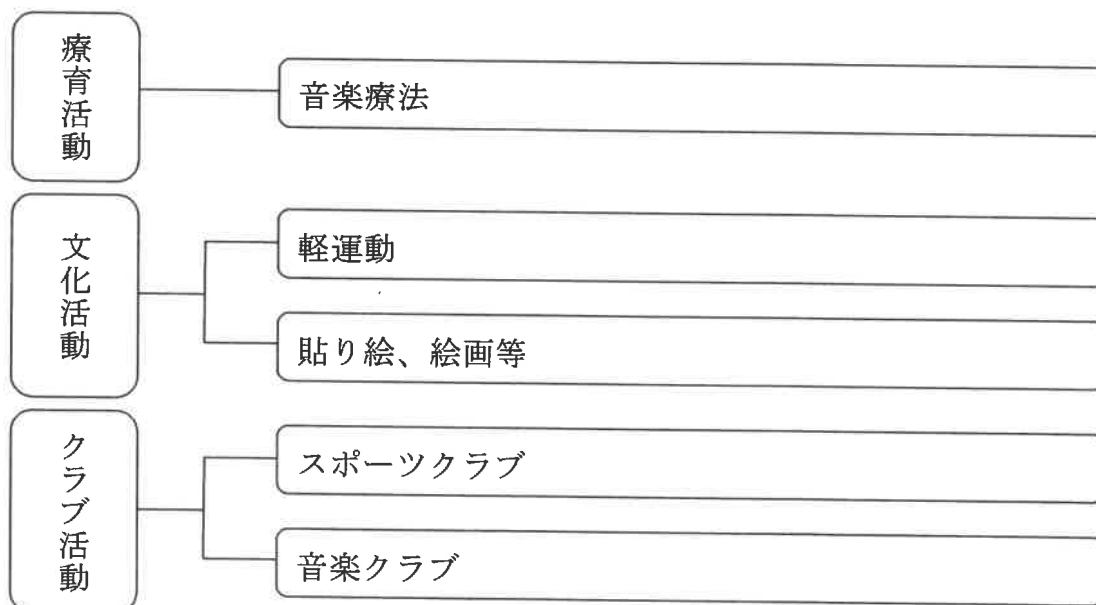 療育活動
音楽療法
文化活動
軽運動
貼り絵、絵画等
クラブ活動
スポーツクラブ
音楽クラブ